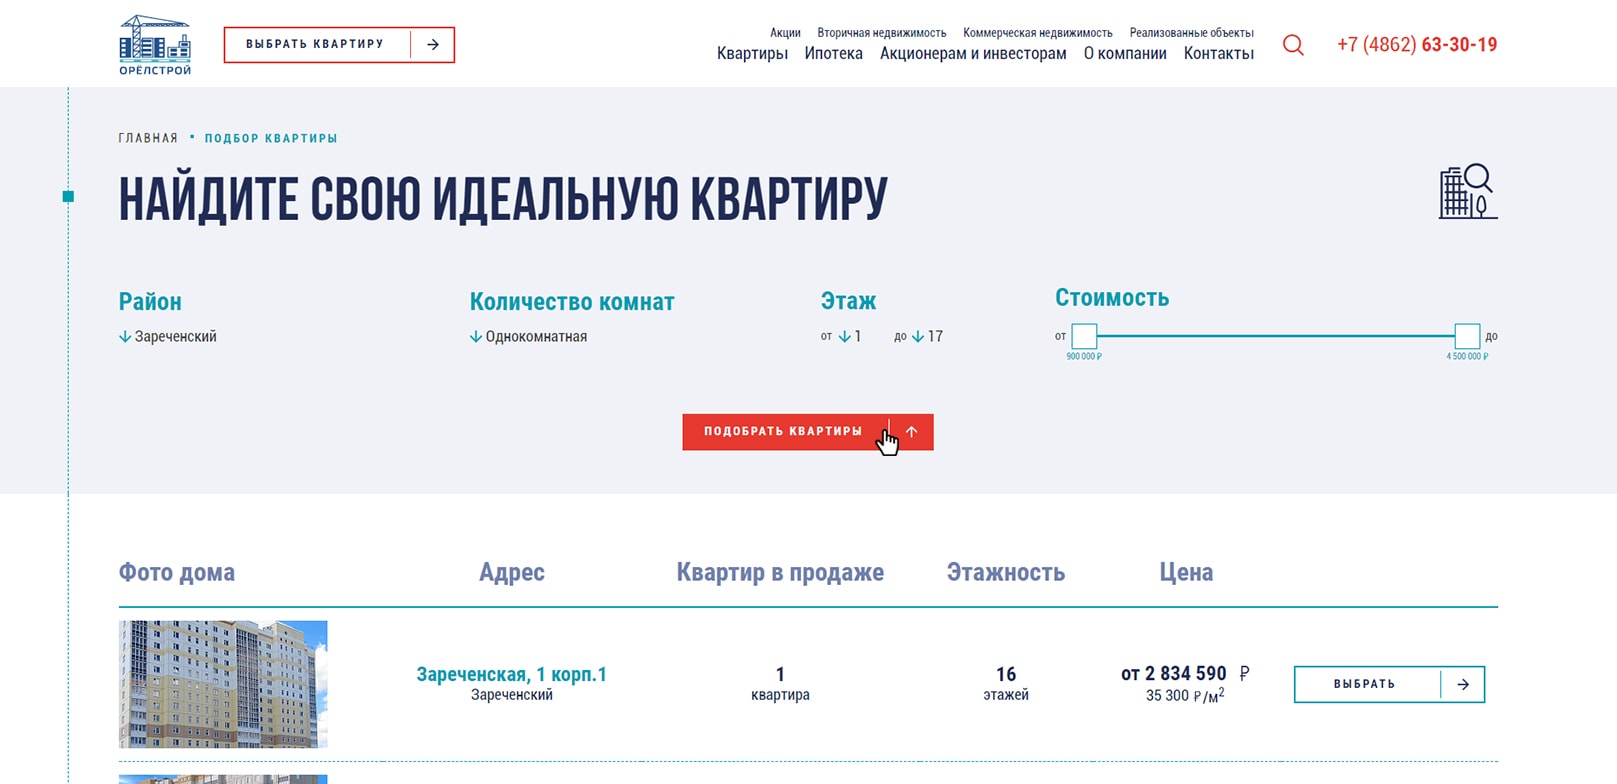 ОРЁЛСТРОЙ
ВЫБРАТЬ КВАРТИРУ
Акции Вторичная недвижимость Коммерческая недвижимость Реализованные объекты
Квартиры Ипотека Акционерам и инвесторам О компании Контакты
+7 (4862) 63-30-19
ГЛАВНАЯ • ПОДБОР КВАРТИРЫ
НАЙДИТЕ СВОЮ ИДЕАЛЬНУЮ КВАРТИРУ
Район
Зареченский
Количество комнат
Однокомнатная
Этаж
от 1 до 17
Стоимость
от до
900 000 ₽ 4 500 000 ₽
ПОДОБРАТЬ КВАРТИРЫ
Фото дома Адрес Квартир в продаже Этажность Цена
Зареченская, 1 корп.1
Зареченский
1
квартира
16
этажей
от 2 834 590 ₽
35 300 ₽/м²
ВЫБРАТЬ